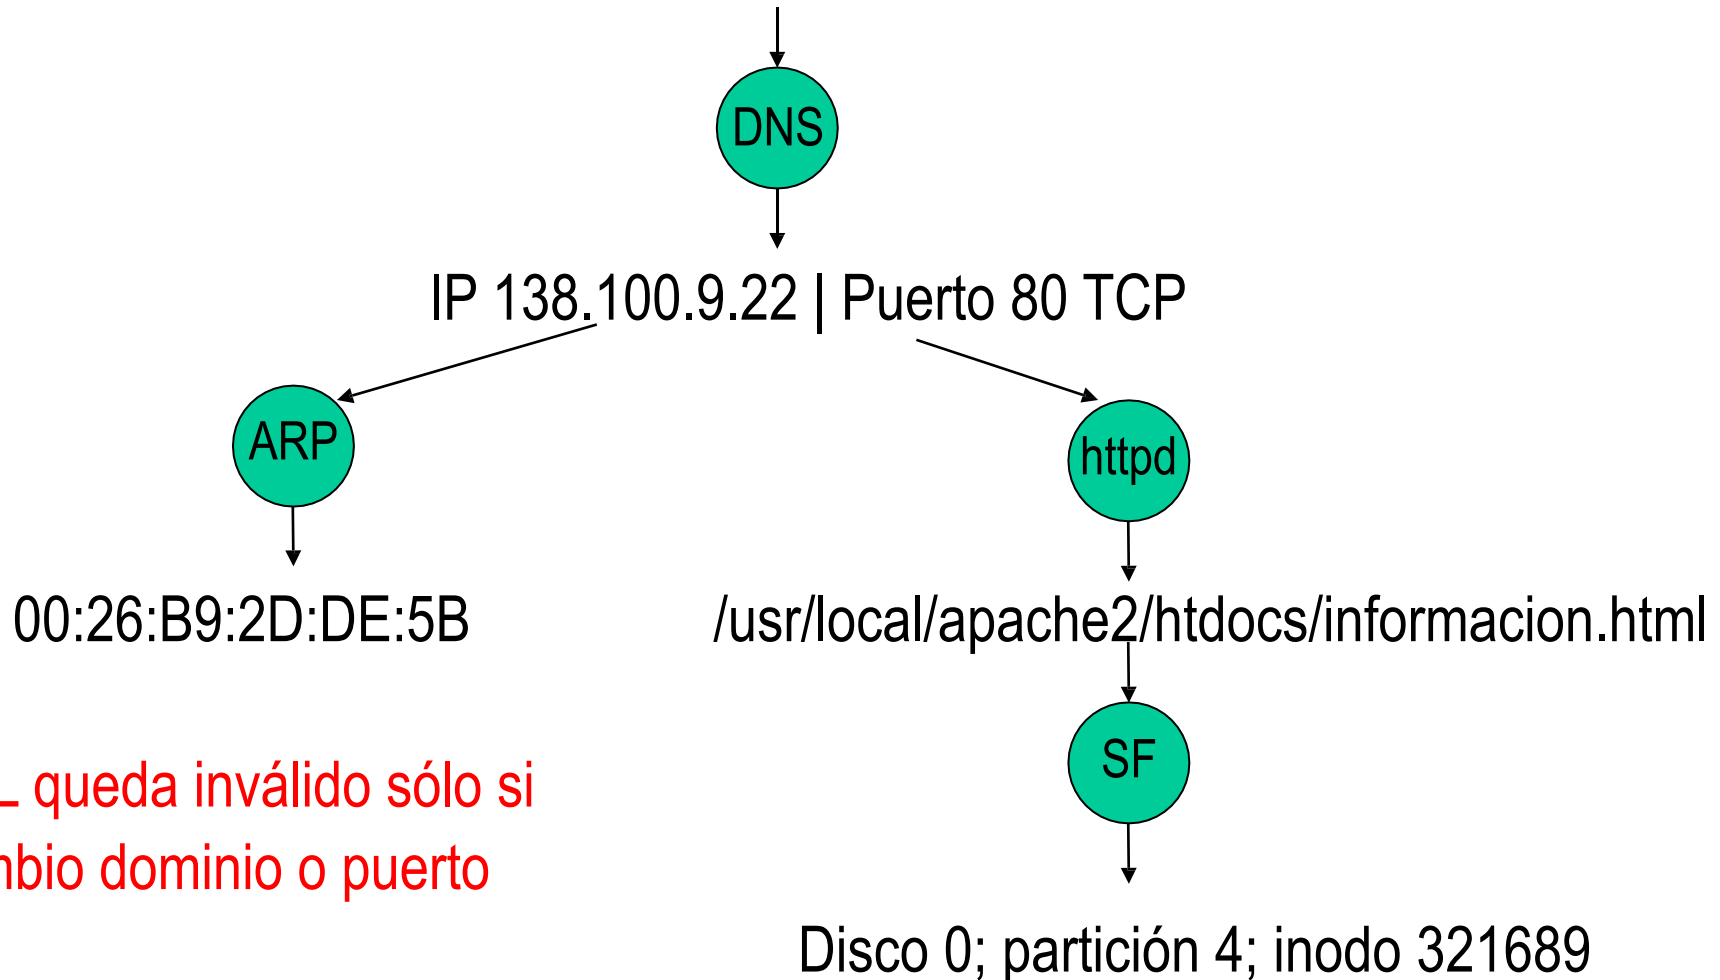 DNS
IP 138.100.9.22 | Puerto 80 TCP
ARP
httpd
00:26:B9:2D:DE:5B
/usr/local/apache2/htdocs/informacion.html
SF
queda inválido sólo si
dominio o puerto
Disco 0; partición 4; inodo 321689